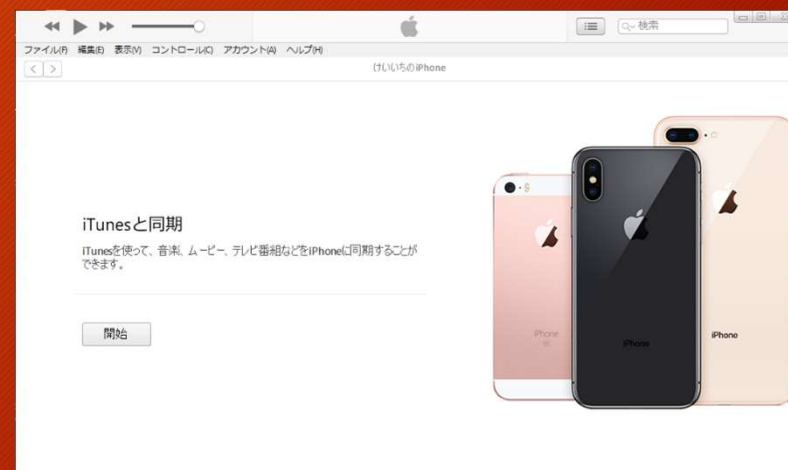 検索
ファイル(F) 編集(E) 表示(V) コントロール(C) アカウント(A) ヘルプ(H)
けいいちのiPhone
iTunesと同期
iTunesを使って、音楽、ムービー、テレビ番組などをiPhoneに同期することが
できます。
開始
iPhone
SE
iPhone
iPhone